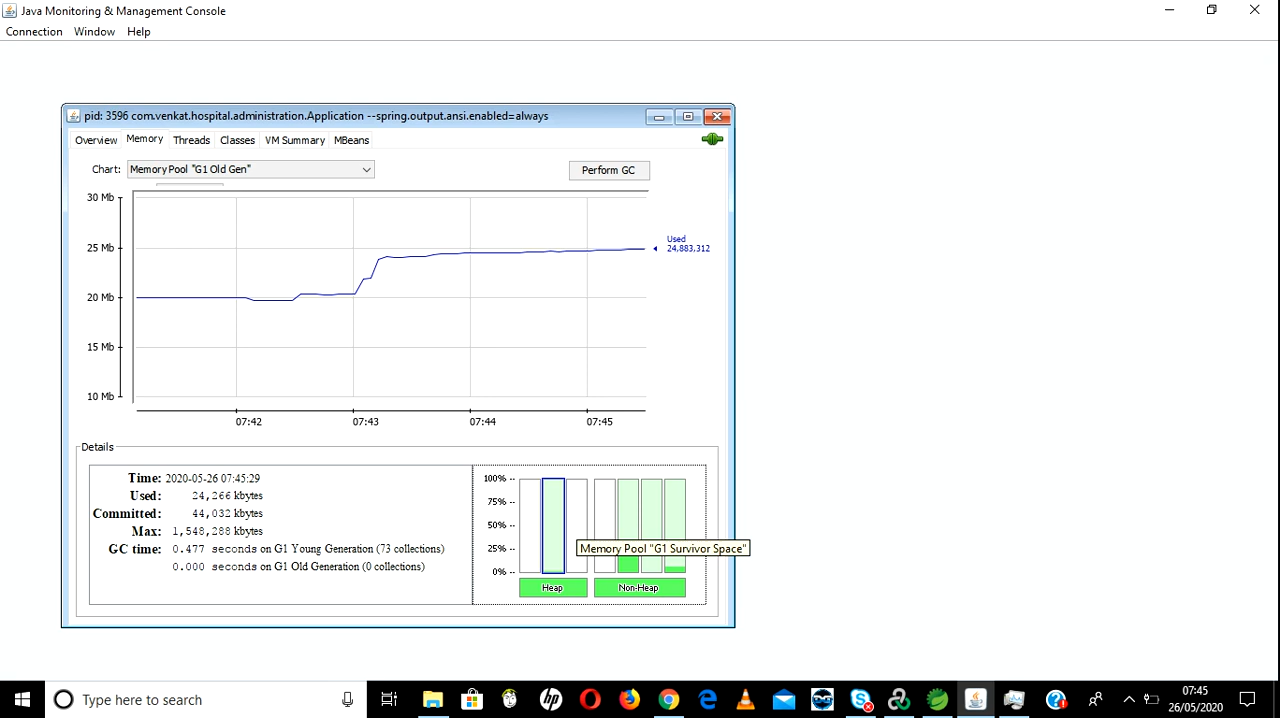 Java Monitoring & Management Console
Connection Window Help
pid: 3596 com.venkat.hospital.administration.Application --spring.output.ansi.enabled=always
Overview Memory Threads Classes VM Summary MBeans
Chart: Memory Pool "G1 Old Gen" Perform GC
30 Mb
25 Mb
20 Mb
15 Mb
10 Mb
Used
24,883,312
07:42 07:43 07:44 07:45
Details
Time: 2020-05-26 07:45:29
Used: 24,266 kbytes
Committed: 44,032 kbytes
Max: 1,548,288 kbytes
GC time: 0.477 seconds on G1 Young Generation (73 collections)
0.000 seconds on G1 Old Generation (0 collections)
100% --
75% --
50% --
25% --
0% --
Memory Pool "G1 Survivor Space"
Heap Non-Heap
Type here to search
hp
07:45
26/05/2020